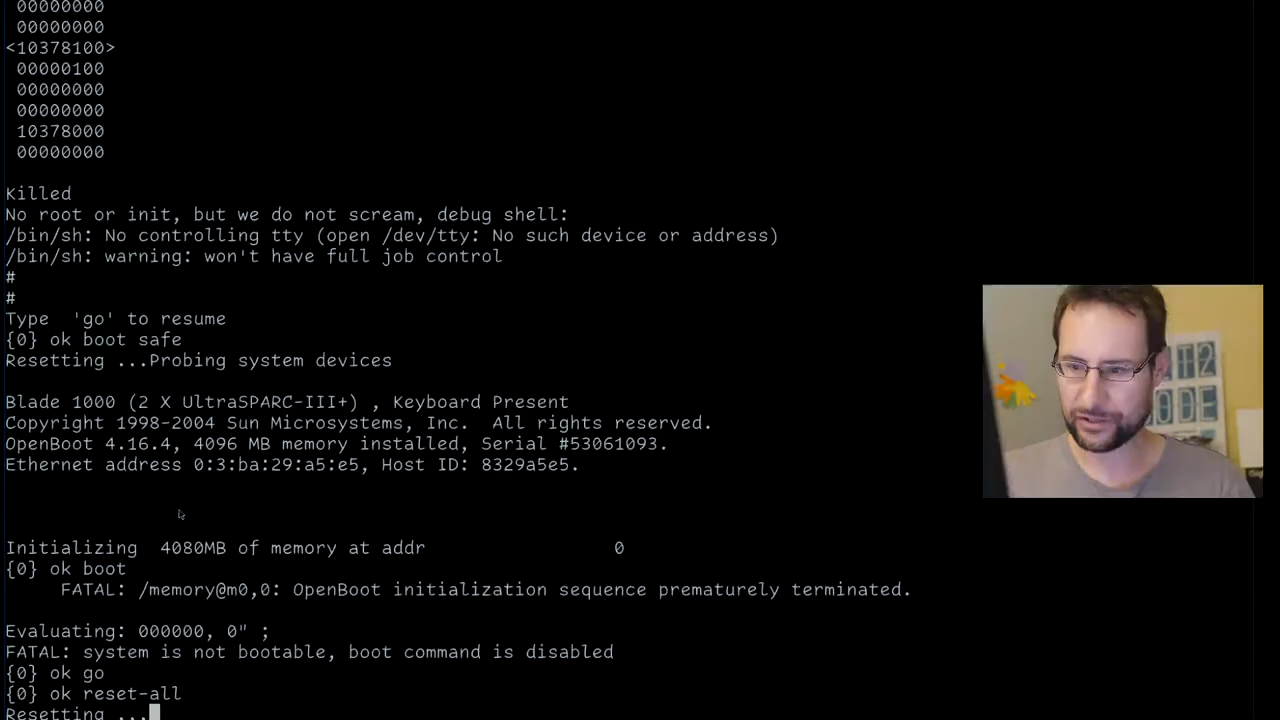 00000000
00000000
<10378100>
00000100
00000000
00000000
10378000
00000000
Killed
No root or init, but we do not scream, debug shell:
/bin/sh: No controlling tty (open /dev/tty: No such device or address)
/bin/sh: warning: won't have full job control
#
#
Type  'go' to resume
{0} ok boot safe
Resetting ...Probing system devices
Blade 1000 (2 X UltraSPARC-III+) , Keyboard Present
Copyright 1998-2004 Sun Microsystems, Inc.  All rights reserved.
OpenBoot 4.16.4, 4096 MB memory installed, Serial #53061093.
Ethernet address 0:3:ba:29:a5:e5, Host ID: 8329a5e5.
Initializing  4080MB of memory at addr                 0
{0} ok boot
FATAL: /memory@m0,0: OpenBoot initialization sequence prematurely terminated.
Evaluating: 000000, 0" ;
FATAL: system is not bootable, boot command is disabled
{0} ok go
{0} ok reset-all
Resetting ...